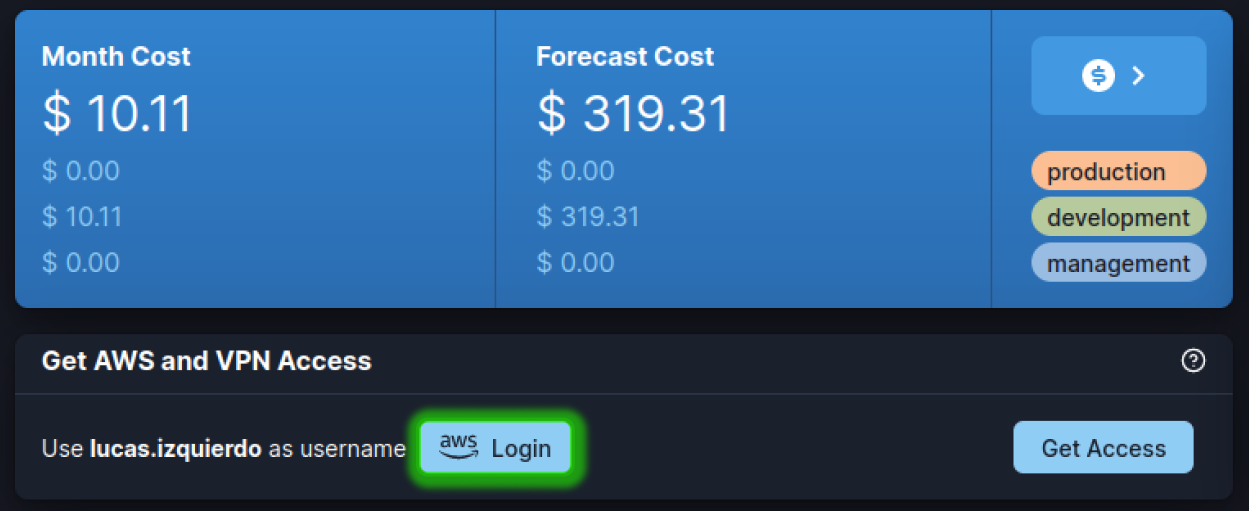 Month Cost
$ 10.11
$ 0.00
$ 10.11
$ 0.00
Forecast Cost
$ 319.31
$ 0.00
$ 319.31
$ 0.00
production
development
management
Get AWS and VPN Access
Use lucas.izquierdo as username
aws Login
Get Access